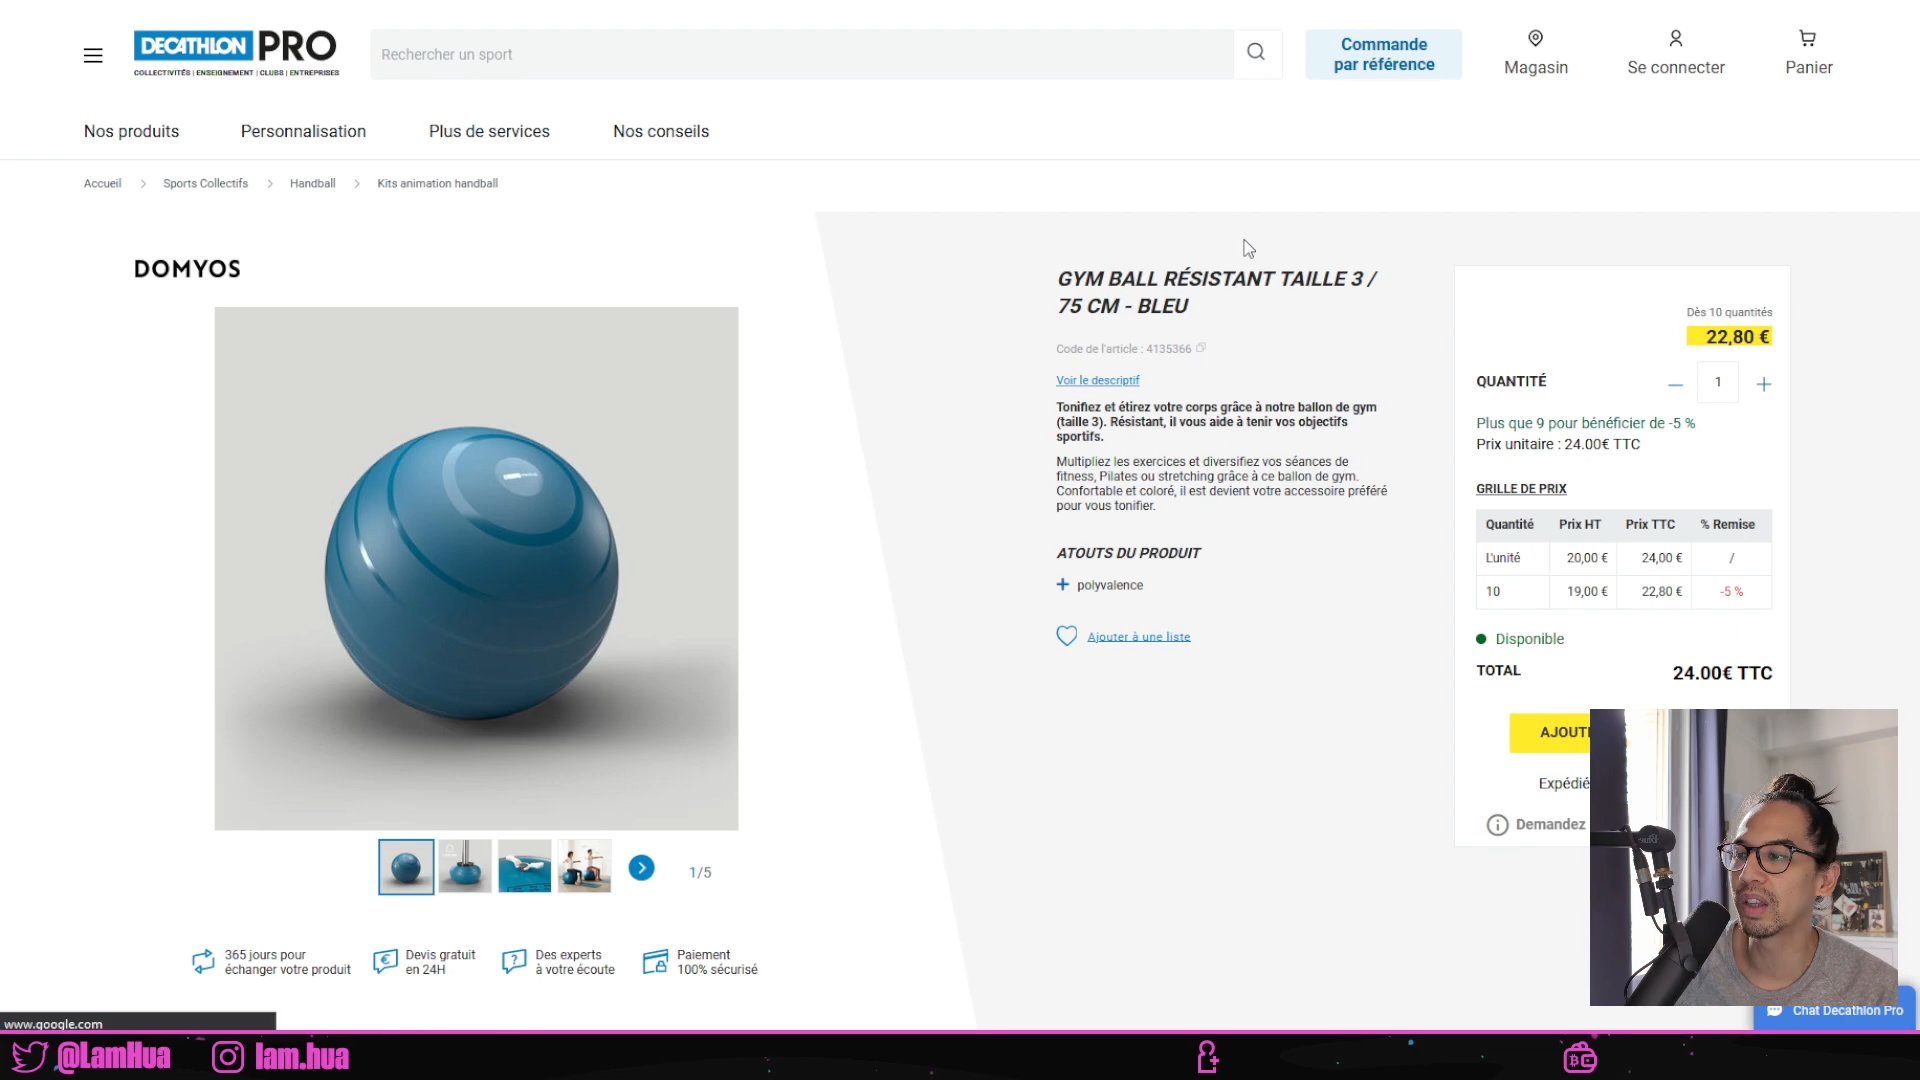 DECATHLON PRO
COLLECTIVITÉS | ENSEIGNEMENT | CLUBS | ENTREPRISES
Rechercher un sport
Commande
par référence
Magasin
Se connecter
Panier
Nos produits
Personnalisation
Plus de services
Nos conseils
Accueil
Sports Collectifs
Handball
Kits animation handball
DOMYOS
GYM BALL RÉSISTANT TAILLE 3 /
75 CM - BLEU
Code de l'article : 4135366
Voir le descriptif
Tonifiez et étirez votre corps grâce à notre ballon de gym
(taille 3). Résistant, il vous aide à tenir vos objectifs
sportifs.
Multipliez les exercices et diversifiez vos séances de
fitness, Pilates ou stretching grâce à ce ballon de gym.
Confortable et coloré, il est devient votre accessoire préféré
pour vous tonifier.
ATOUTS DU PRODUIT
+ polyvalence
Ajouter à une liste
Dès 10 quantités
22,80 €
QUANTITÉ — 1 +
Plus que 9 pour bénéficier de -5 %
Prix unitaire : 24.00€ TTC
GRILLE DE PRIX
Quantité Prix HT Prix TTC % Remise
L'unité 20,00 € 24,00 € /
10 19,00 € 22,80 € -5 %
Disponible
TOTAL 24.00€ TTC
AJOUT
Expédié
Demandez
1/5
365 jours pour
échanger votre produit
Devis gratuit
en 24H
Des experts
à votre écoute
Paiement
100% sécurisé
Chat Decathlon Pro
www.google.com
@LamHua
lam.hua